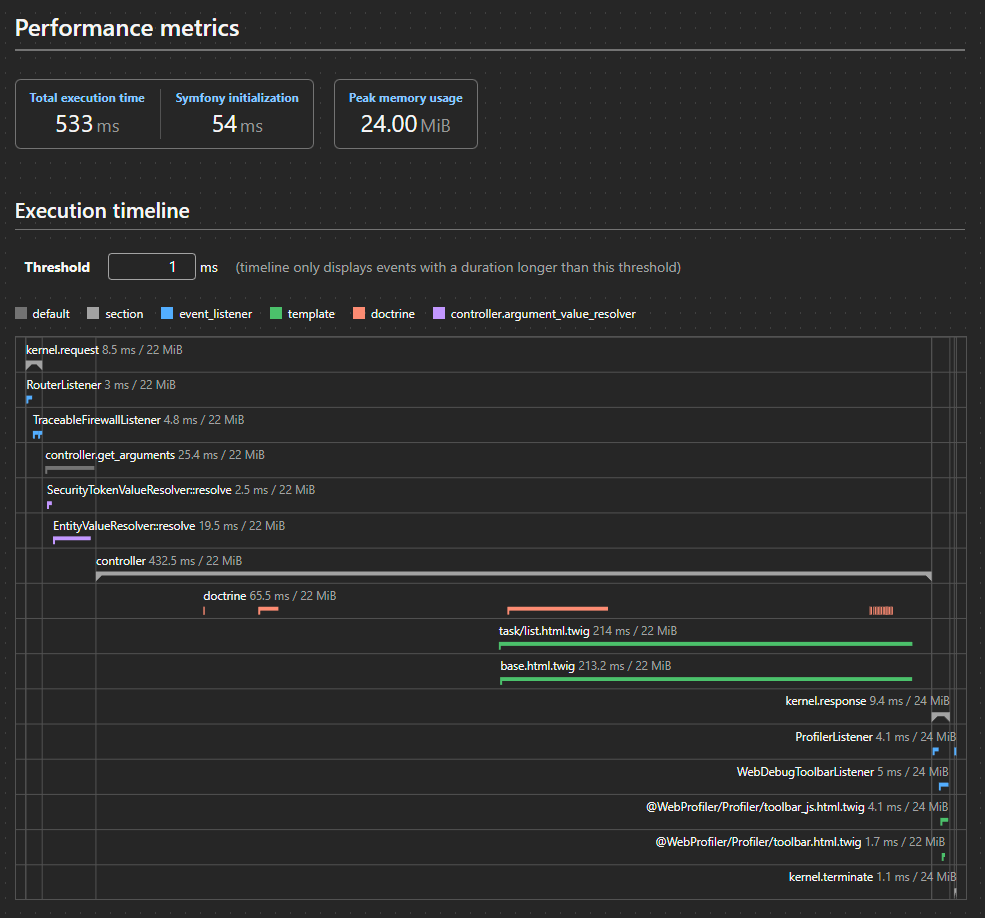 Performance metrics
Total execution time
533 ms
Symfony initialization
54 ms
Peak memory usage
24.00 MiB
Execution timeline
Threshold 1 ms (timeline only displays events with a duration longer than this threshold)
default section event_listener template doctrine controller.argument_value_resolver
kernel.request 8.5 ms / 22 MiB
RouterListener 3 ms / 22 MiB
TraceableFirewallListener 4.8 ms / 22 MiB
controller.get_arguments 25.4 ms / 22 MiB
SecurityTokenValueResolver::resolve 2.5 ms / 22 MiB
EntityValueResolver::resolve 19.5 ms / 22 MiB
controller 432.5 ms / 22 MiB
doctrine 65.5 ms / 22 MiB
task/list.html.twig 214 ms / 22 MiB
base.html.twig 213.2 ms / 22 MiB
kernel.response 9.4 ms / 24 MiB
ProfilerListener 4.1 ms / 24 MiB
WebDebugToolbarListener 5 ms / 24 MiB
@WebProfiler/Profiler/toolbar_js.html.twig 4.1 ms / 24 MiB
@WebProfiler/Profiler/toolbar.html.twig 1.7 ms / 22 MiB
kernel.terminate 1.1 ms / 24 MiB